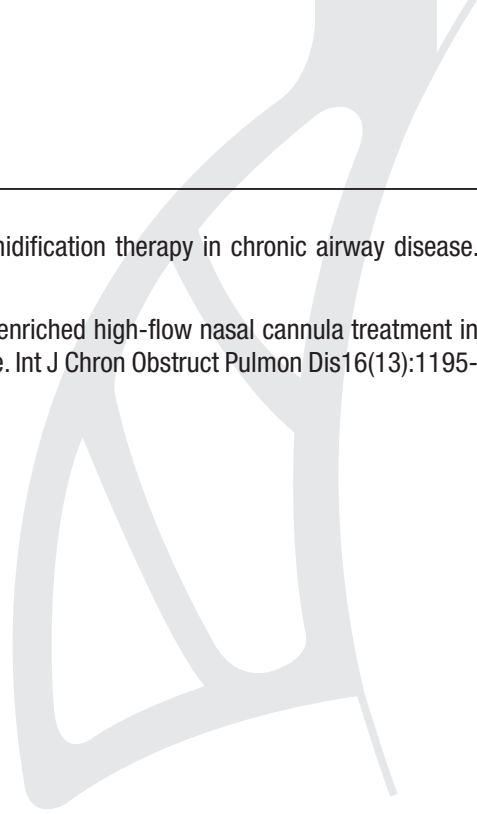 nidification therapy in chronic airway disease.
enriched high-flow nasal cannula treatment in
e. Int J Chron Obstruct Pulmon Dis16(13):1195-